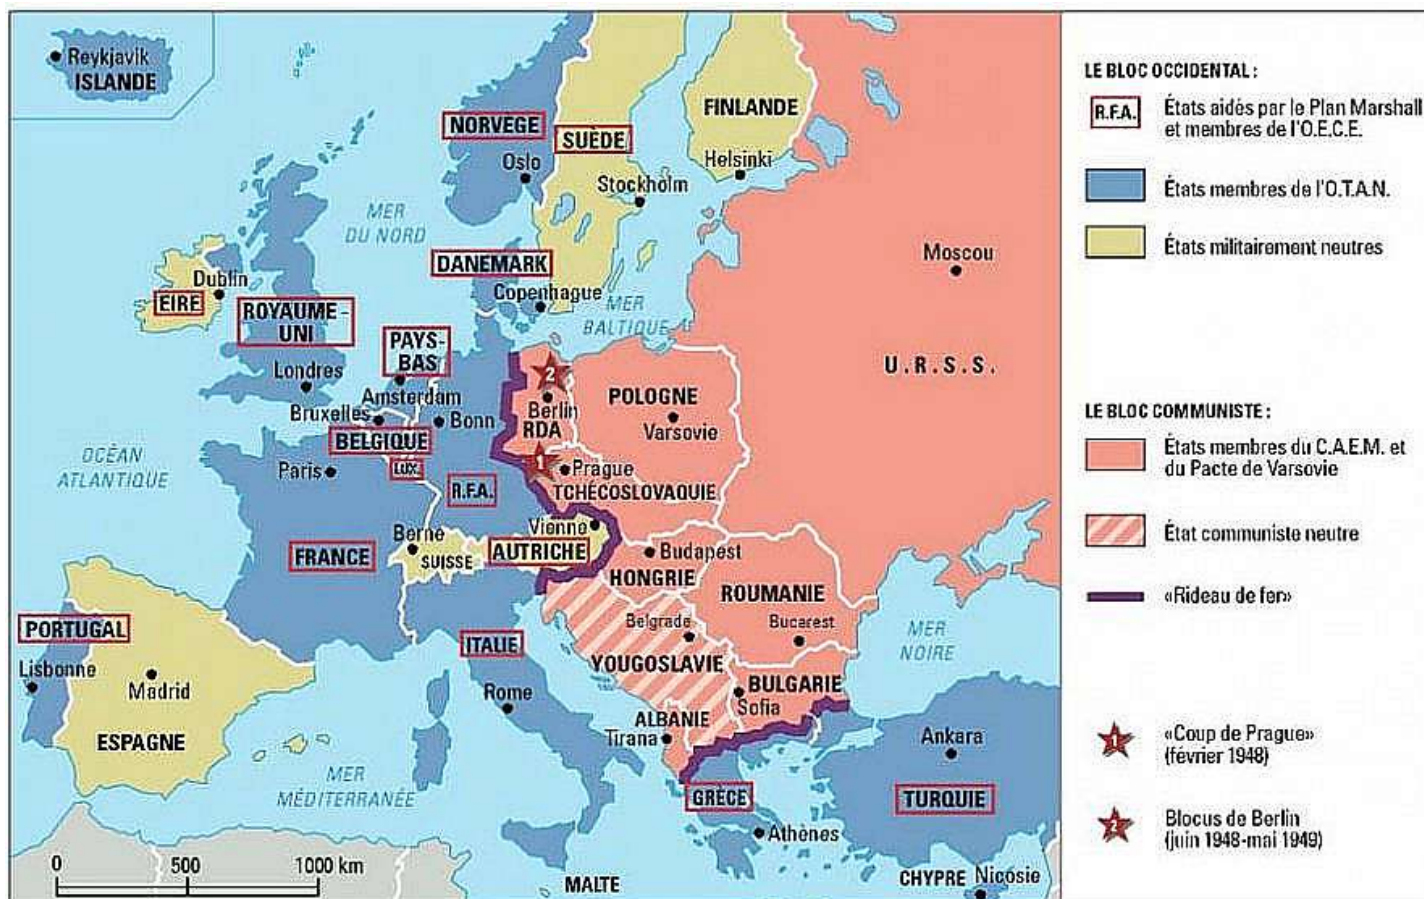 Reykjavik
ISLANDE
NORVÈGE
Oslo
SUÈDE
Stockholm
FINLANDE
Helsinki
MER
DU NORD
DANEMARK
Copenhague
MER
BALTIQUE
Moscou
U.R.S.S.
Dublin
EIRE
ROYAUME-
UNI
Londres
PAYS-
BAS
Amsterdam
Bruxelles
BELGIQUE
LUX.
Bonn
R.F.A.
2
Berlin
RDA
POLOGNE
Varsovie
1
Prague
TCHÉCOSLOVAQUIE
OCÉAN
ATLANTIQUE
Paris
FRANCE
Berne
SUISSE
Vienne
AUTRICHE
Budapest
HONGRIE
ROUMANIE
Bucarest
Belgrade
YOUGOSLAVIE
BULGARIE
Sofia
MER
NOIRE
ALBANIE
Tirana
PORTUGAL
Lisbonne
Madrid
ESPAGNE
ITALIE
Rome
MER
MÉDITERRANÉE
GRÈCE
Athènes
Ankara
TURQUIE
MALTE
CHYPRE
Nicosie
0 500 1000 km
LE BLOC OCCIDENTAL :
R.F.A.
États aidés par le Plan Marshall
et membres de l'O.E.C.E.
États membres de l'O.T.A.N.
États militairement neutres
LE BLOC COMMUNISTE :
États membres du C.A.E.M. et
du Pacte de Varsovie
État communiste neutre
«Rideau de fer»
1
«Coup de Prague»
(février 1948)
2
Blocus de Berlin
(juin 1948-mai 1949)